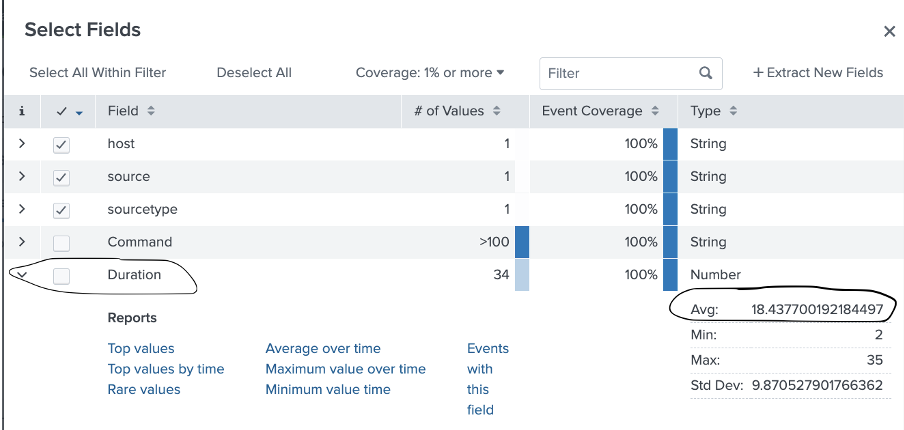 Select Fields
Select All Within Filter Deselect All Coverage: 1% or more Filter + Extract New Fields
i Field # of Values Event Coverage Type
host 1 100% String
source 1 100% String
sourcetype 1 100% String
Command >100 100% String
Duration 34 100% Number
Avg: 18.437700192184497
Min: 2
Max: 35
Std Dev: 9.870527901766362
Reports
Top values Average over time Events
Top values by time Maximum value over time with
Rare values Minimum value time this
field